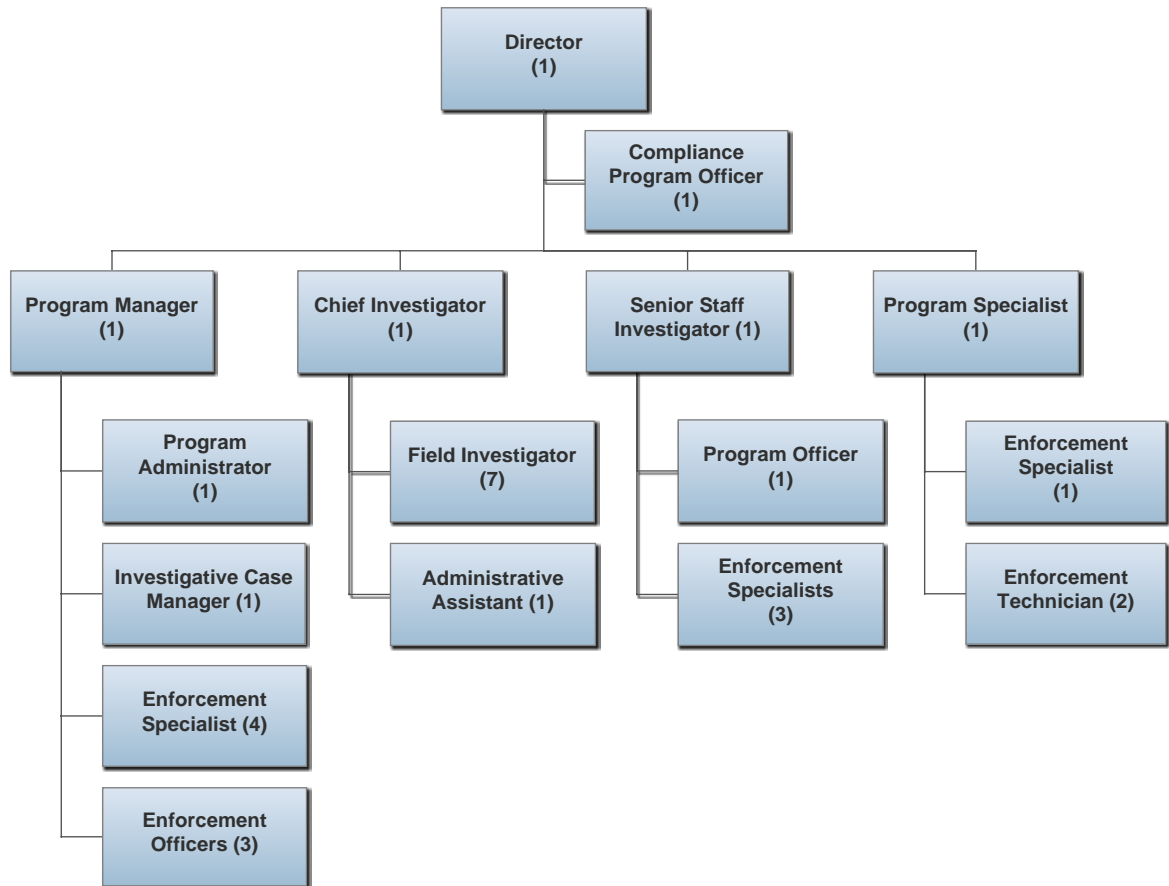 Director
(1)
Compliance
Program Officer
(1)
Program Manager
(1)
Chief Investigator
(1)
Senior Staff
Investigator (1)
Program Specialist
(1)
Program
Administrator
(1)
Investigative Case
Manager (1)
Enforcement
Specialist (4)
Enforcement
Officers (3)
Field Investigator
(7)
Administrative
Assistant (1)
Program Officer
(1)
Enforcement
Specialists
(3)
Enforcement
Specialist
(1)
Enforcement
Technician (2)